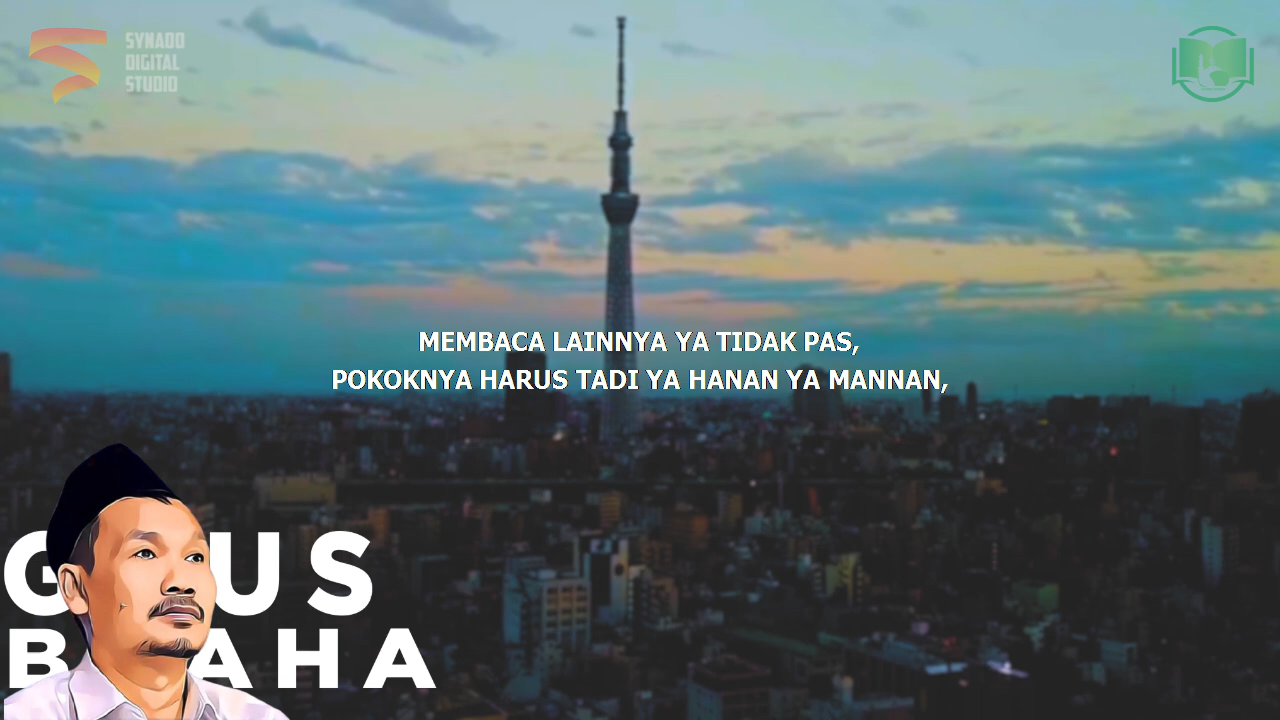 SYNADO
DIGITAL
STUDIO
MEMBACA LAINNYA YA TIDAK PAS,
POKOKNYA HARUS TADI YA HANAN YA MANNAN,
GUS
BAHA